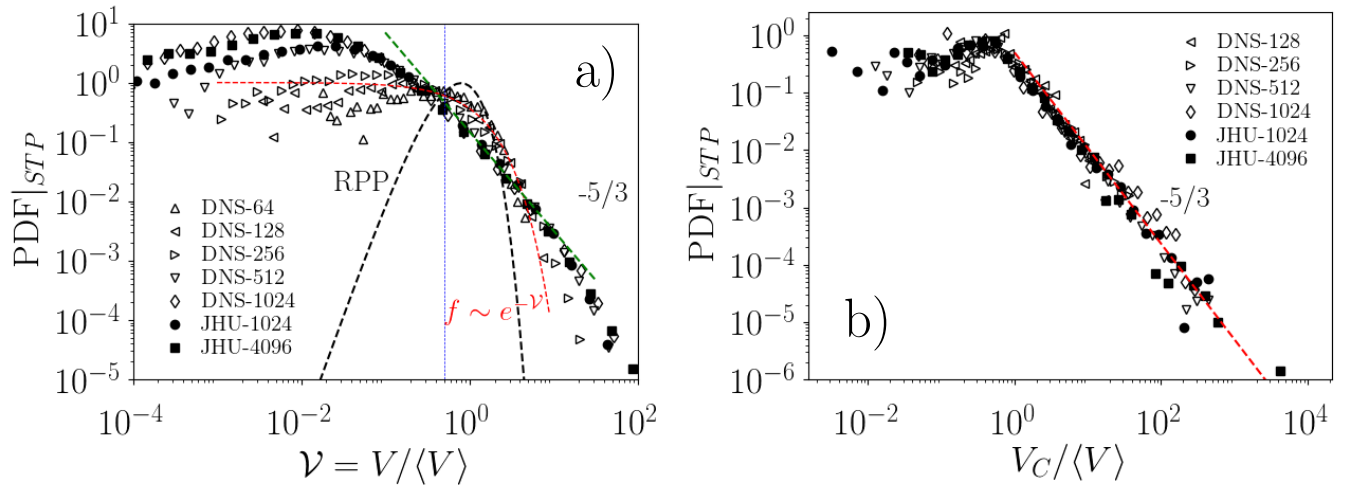 10^1
10^0
10^{-1}
10^{-2}
10^{-3}
10^{-4}
10^{-5}
PDF|_{STP}
a)
RPP
-5/3
DNS-64
DNS-128
DNS-256
DNS-512
DNS-1024
JHU-1024
JHU-4096
f ∼ e^{-𝒱}
10^{-4}
10^{-2}
10^0
10^2
𝒱 = V/⟨V⟩
10^0
10^{-1}
10^{-2}
10^{-3}
10^{-4}
10^{-5}
10^{-6}
PDF|_{STP}
DNS-128
DNS-256
DNS-512
DNS-1024
JHU-1024
JHU-4096
-5/3
b)
10^{-2}
10^0
10^2
10^4
V_C/⟨V⟩